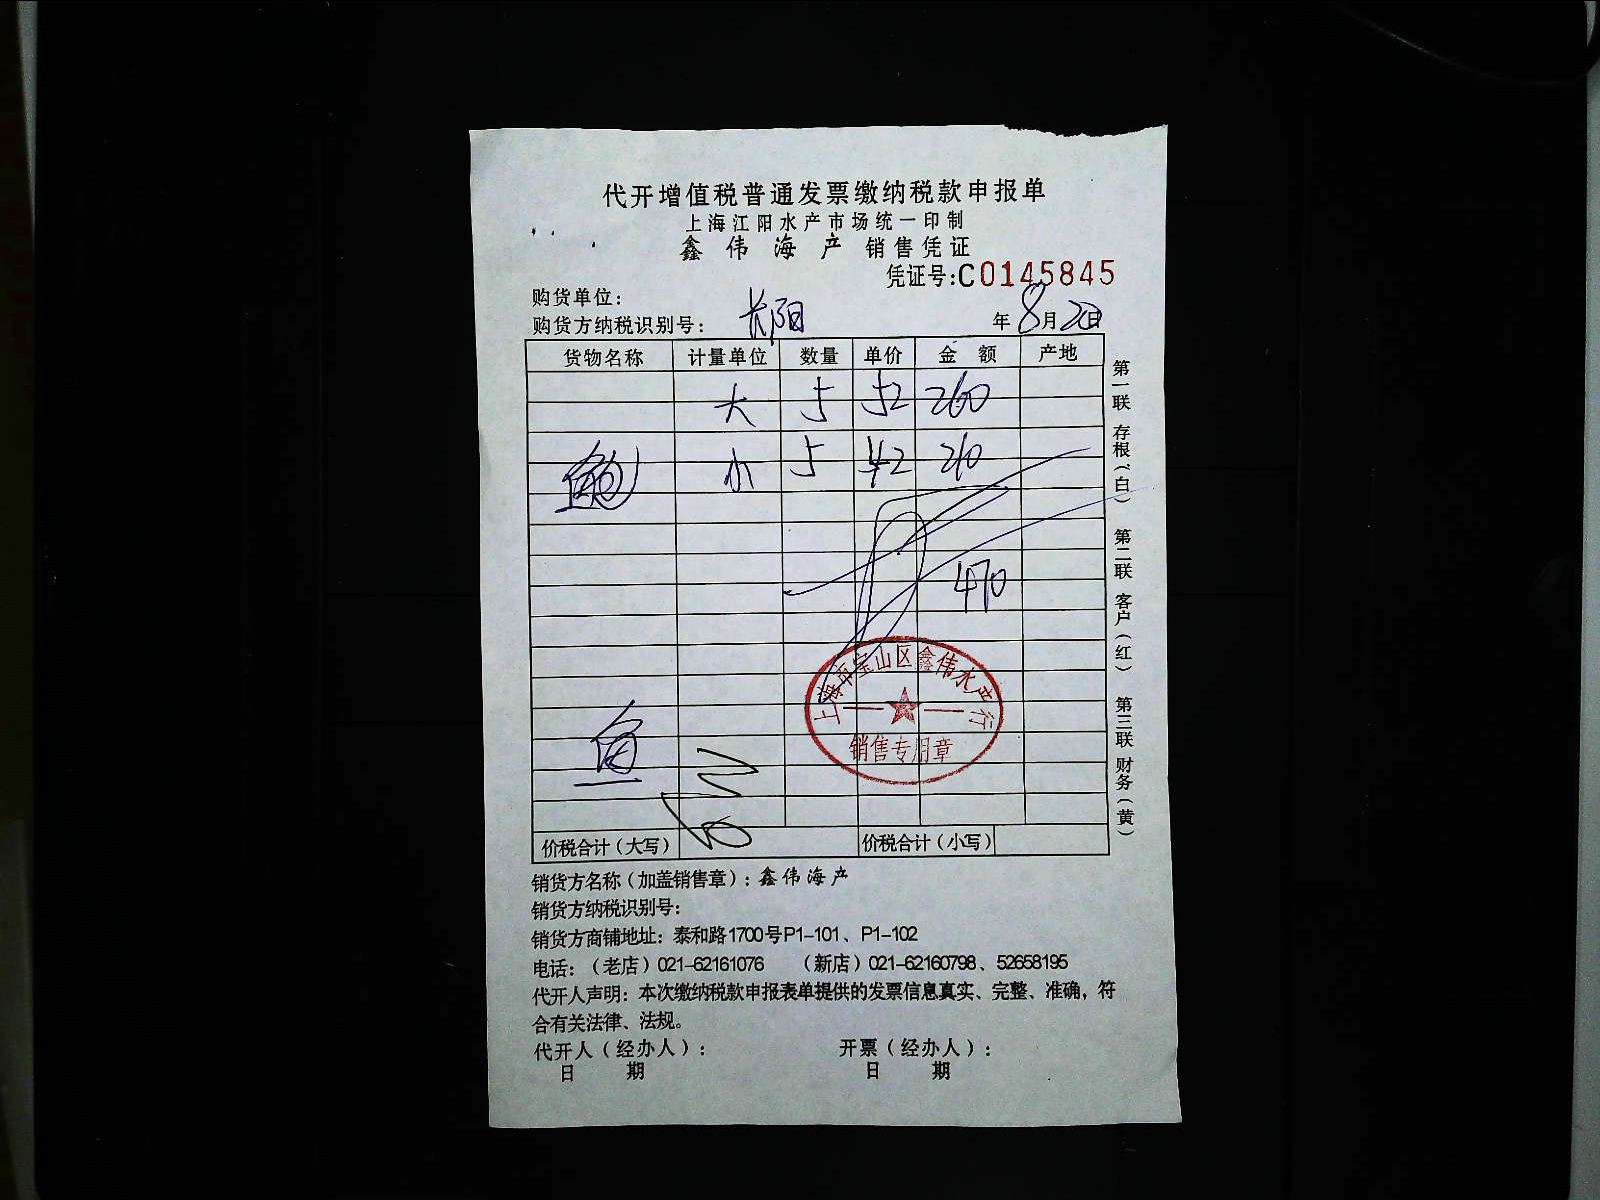 代开增值税普通发票缴纳税款申报单
上海江阳水产市场统一印制
鑫伟海产 销售凭证
凭证号:C0145845
购货单位：
购货方纳税识别号： 长阳 年8月20日
货物名称 计量单位 数量 单价 金额 产地
大 5 52 260
小 5 42 210
470
上海市宝山区鑫伟水产行
销售专用章
价税合计（大写） 价税合计（小写）
第一联 存根（白） 第二联 客户（红） 第三联 财务（黄）
销货方名称（加盖销售章）：鑫伟海产
销货方纳税识别号：
销货方商铺地址：泰和路1700号P1-101、P1-102
电话：（老店）021-62161076 （新店）021-62160798、52658195
代开人声明：本次缴纳税款申报表单提供的发票信息真实、完整、准确，符
合有关法律、法规。
代开人（经办人）： 开票（经办人）：
日 期 日 期